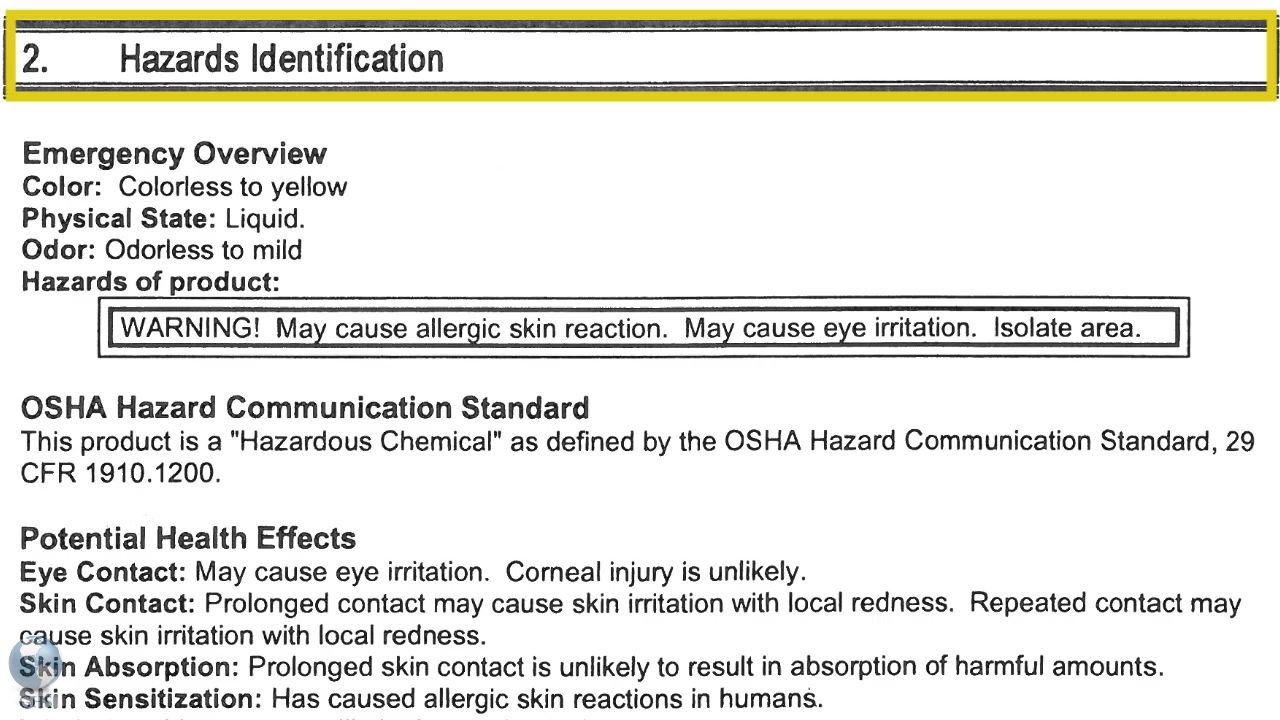 2. Hazards Identification
Emergency Overview
Color: Colorless to yellow
Physical State: Liquid.
Odor: Odorless to mild
Hazards of product:
WARNING! May cause allergic skin reaction. May cause eye irritation. Isolate area.
OSHA Hazard Communication Standard
This product is a "Hazardous Chemical" as defined by the OSHA Hazard Communication Standard, 29
CFR 1910.1200.
Potential Health Effects
Eye Contact: May cause eye irritation. Corneal injury is unlikely.
Skin Contact: Prolonged contact may cause skin irritation with local redness. Repeated contact may
cause skin irritation with local redness.
Skin Absorption: Prolonged skin contact is unlikely to result in absorption of harmful amounts.
Skin Sensitization: Has caused allergic skin reactions in humans.